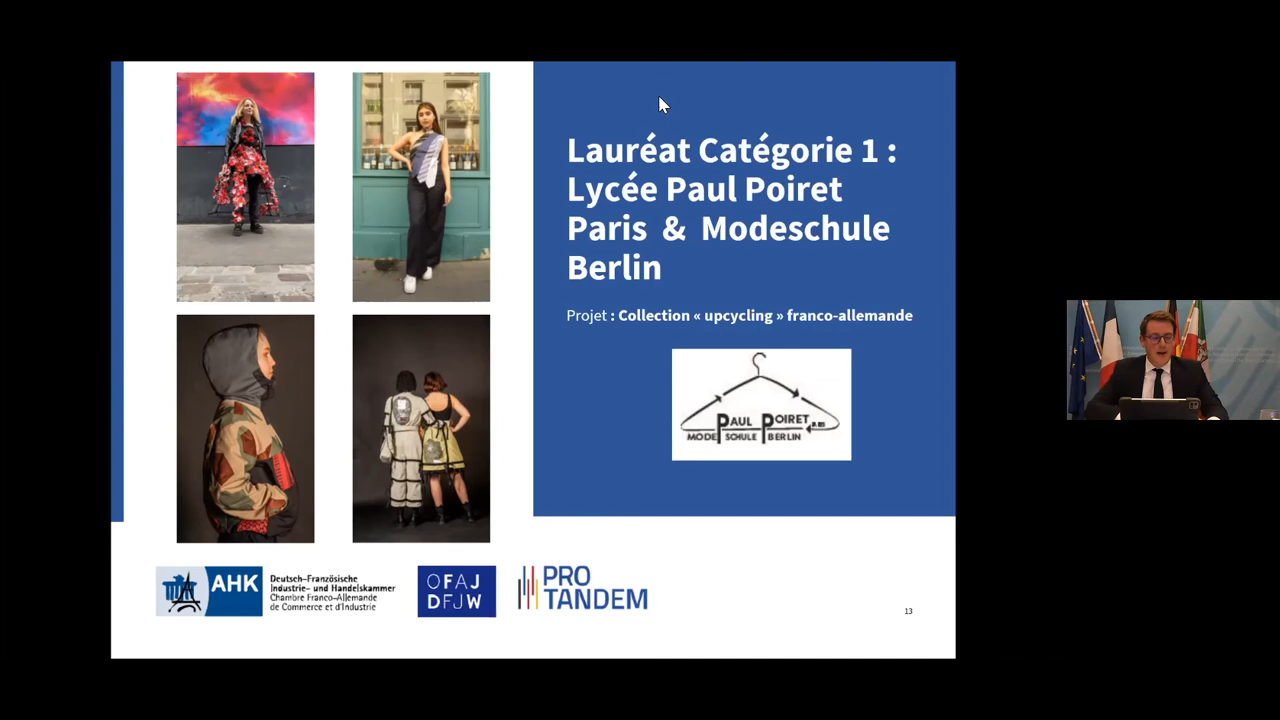 Lauréat Catégorie 1 :
Lycée Paul Poiret
Paris & Modeschule
Berlin
Projet : Collection « upcycling » franco-allemande
PAUL POIRET
MODE SCHULE BERLIN
AHK
Deutsch-Französische
Industrie- und Handelskammer
Chambre Franco-Allemande
de Commerce et d'Industrie
OFAJ
DFJW
PRO
TANDEM
13